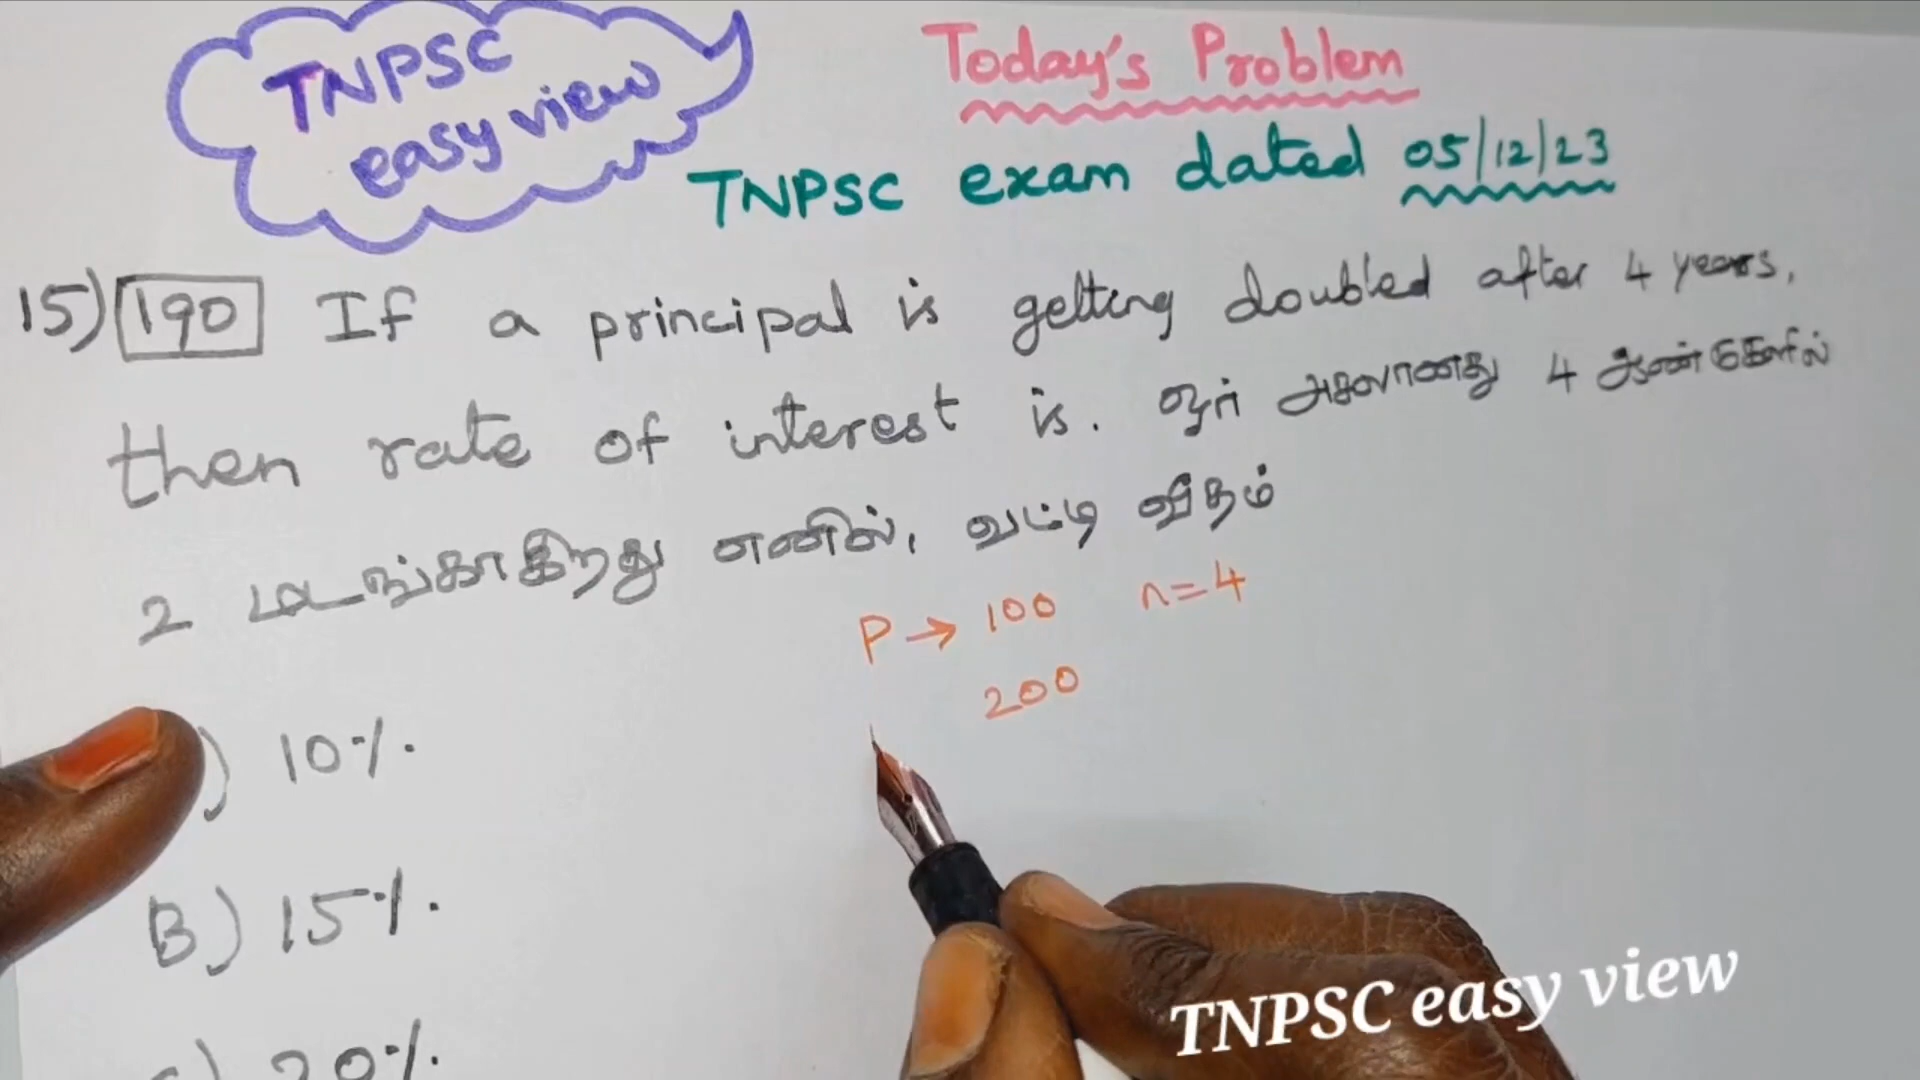 TNPSC
easy view
Today's Problem
TNPSC exam dated 05/12/23
15) 190 If a principal is getting doubled after 4 years,
then rate of interest is. ஓர் அசலானது 4 ஆண்டுகளில்
2 மடங்காகிறது எனில், வட்டி வீதம்
P → 100 n=4
200
) 10%.
B) 15%.
C) 20%.
TNPSC easy view